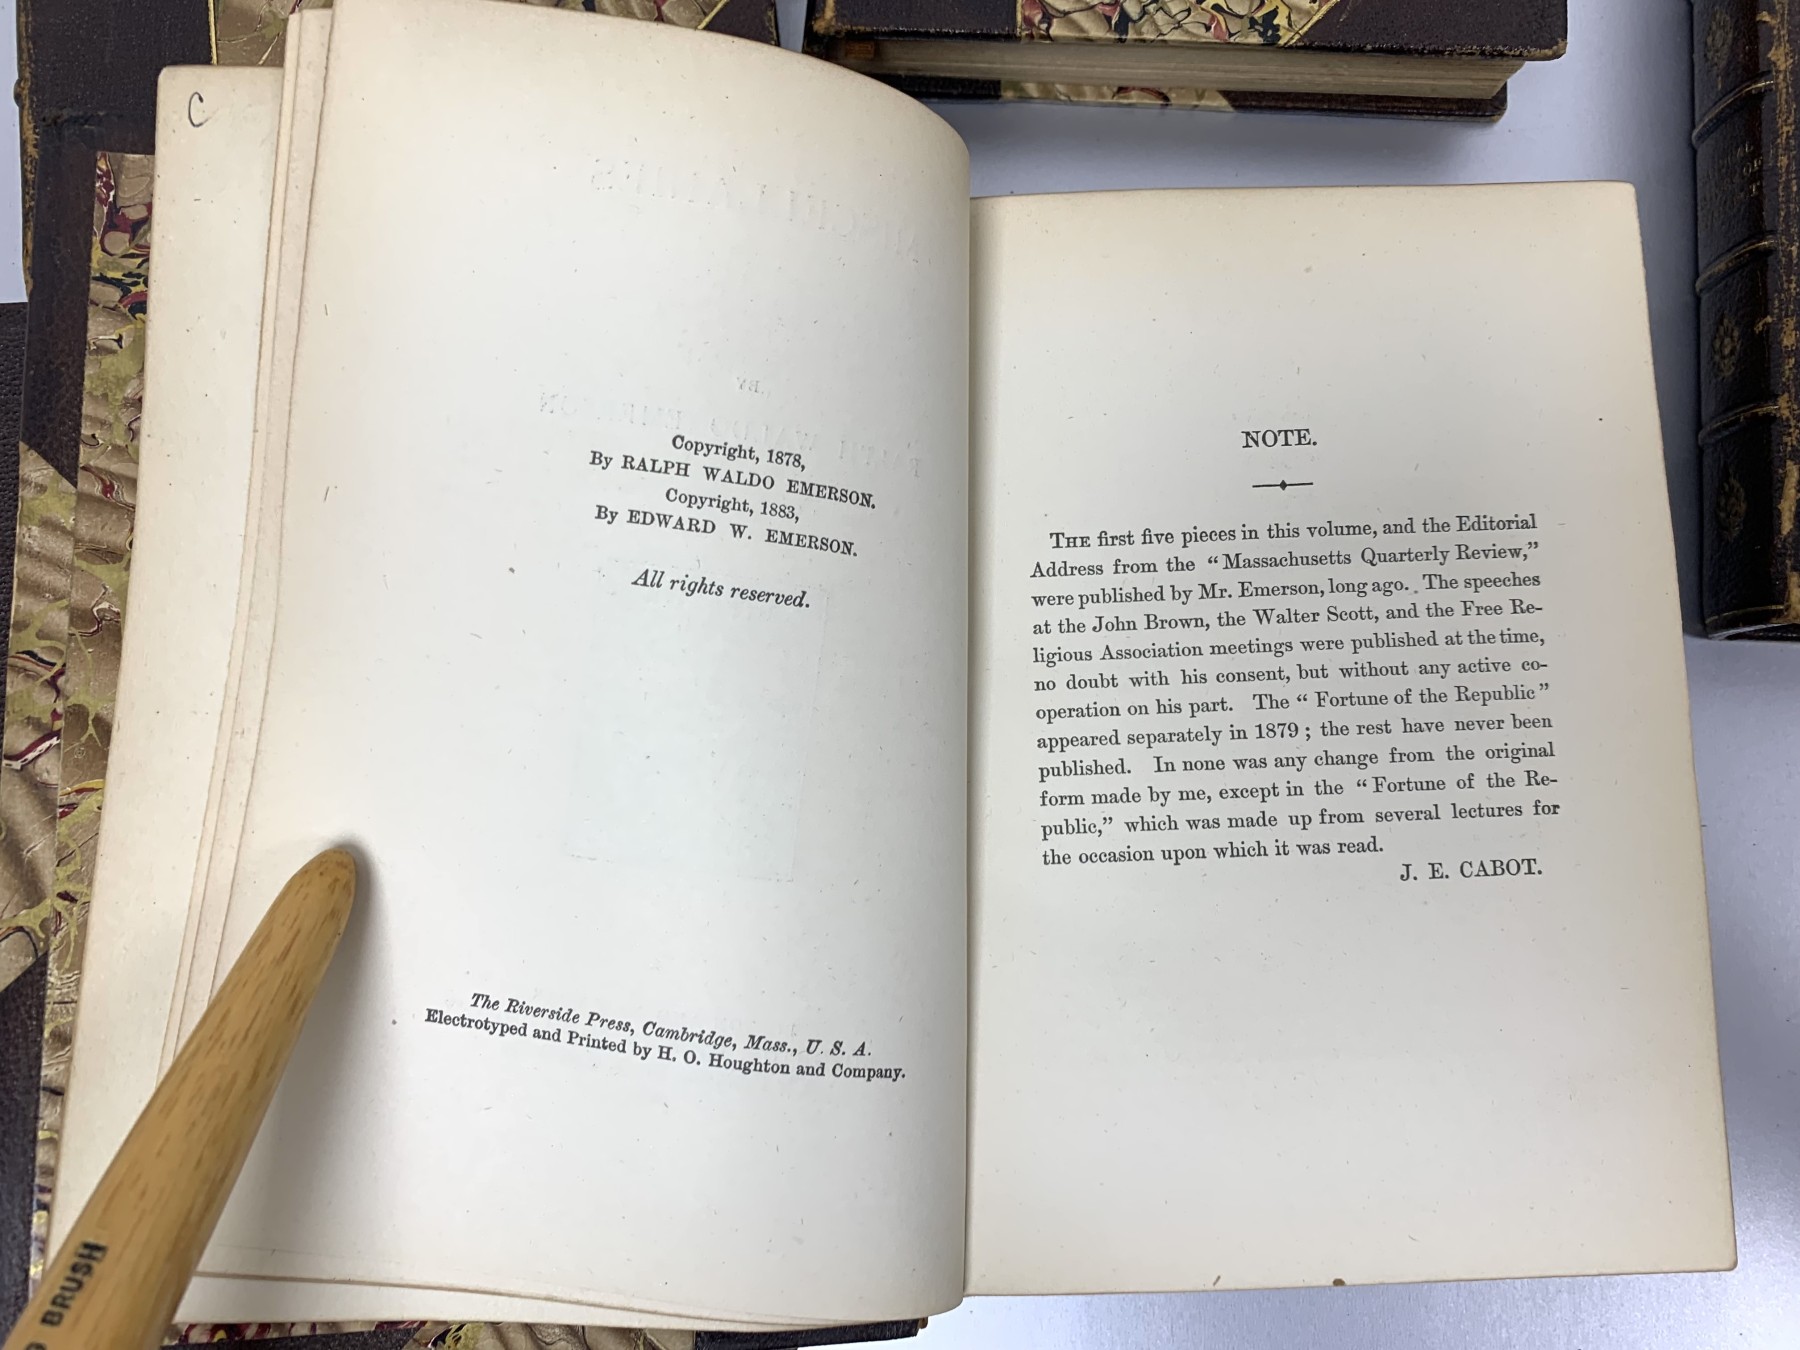 C
Copyright, 1878,
By RALPH WALDO EMERSON.
Copyright, 1883,
By EDWARD W. EMERSON.
All rights reserved.
The Riverside Press, Cambridge, Mass., U. S. A.
Electrotyped and Printed by H. O. Houghton and Company.
BRUSH
NOTE.
THE first five pieces in this volume, and the Editorial
Address from the “Massachusetts Quarterly Review,”
were published by Mr. Emerson, long ago. The speeches
at the John Brown, the Walter Scott, and the Free Re-
ligious Association meetings were published at the time,
no doubt with his consent, but without any active co-
operation on his part. The “Fortune of the Republic”
appeared separately in 1879; the rest have never been
published. In none was any change from the original
form made by me, except in the “Fortune of the Re-
public,” which was made up from several lectures for
the occasion upon which it was read.
J. E. CABOT.